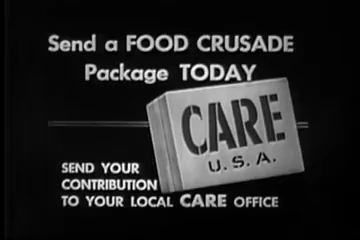 Send a FOOD CRUSADE
Package TODAY
CARE
U.S.A.
SEND YOUR
CONTRIBUTION
TO YOUR LOCAL CARE OFFICE